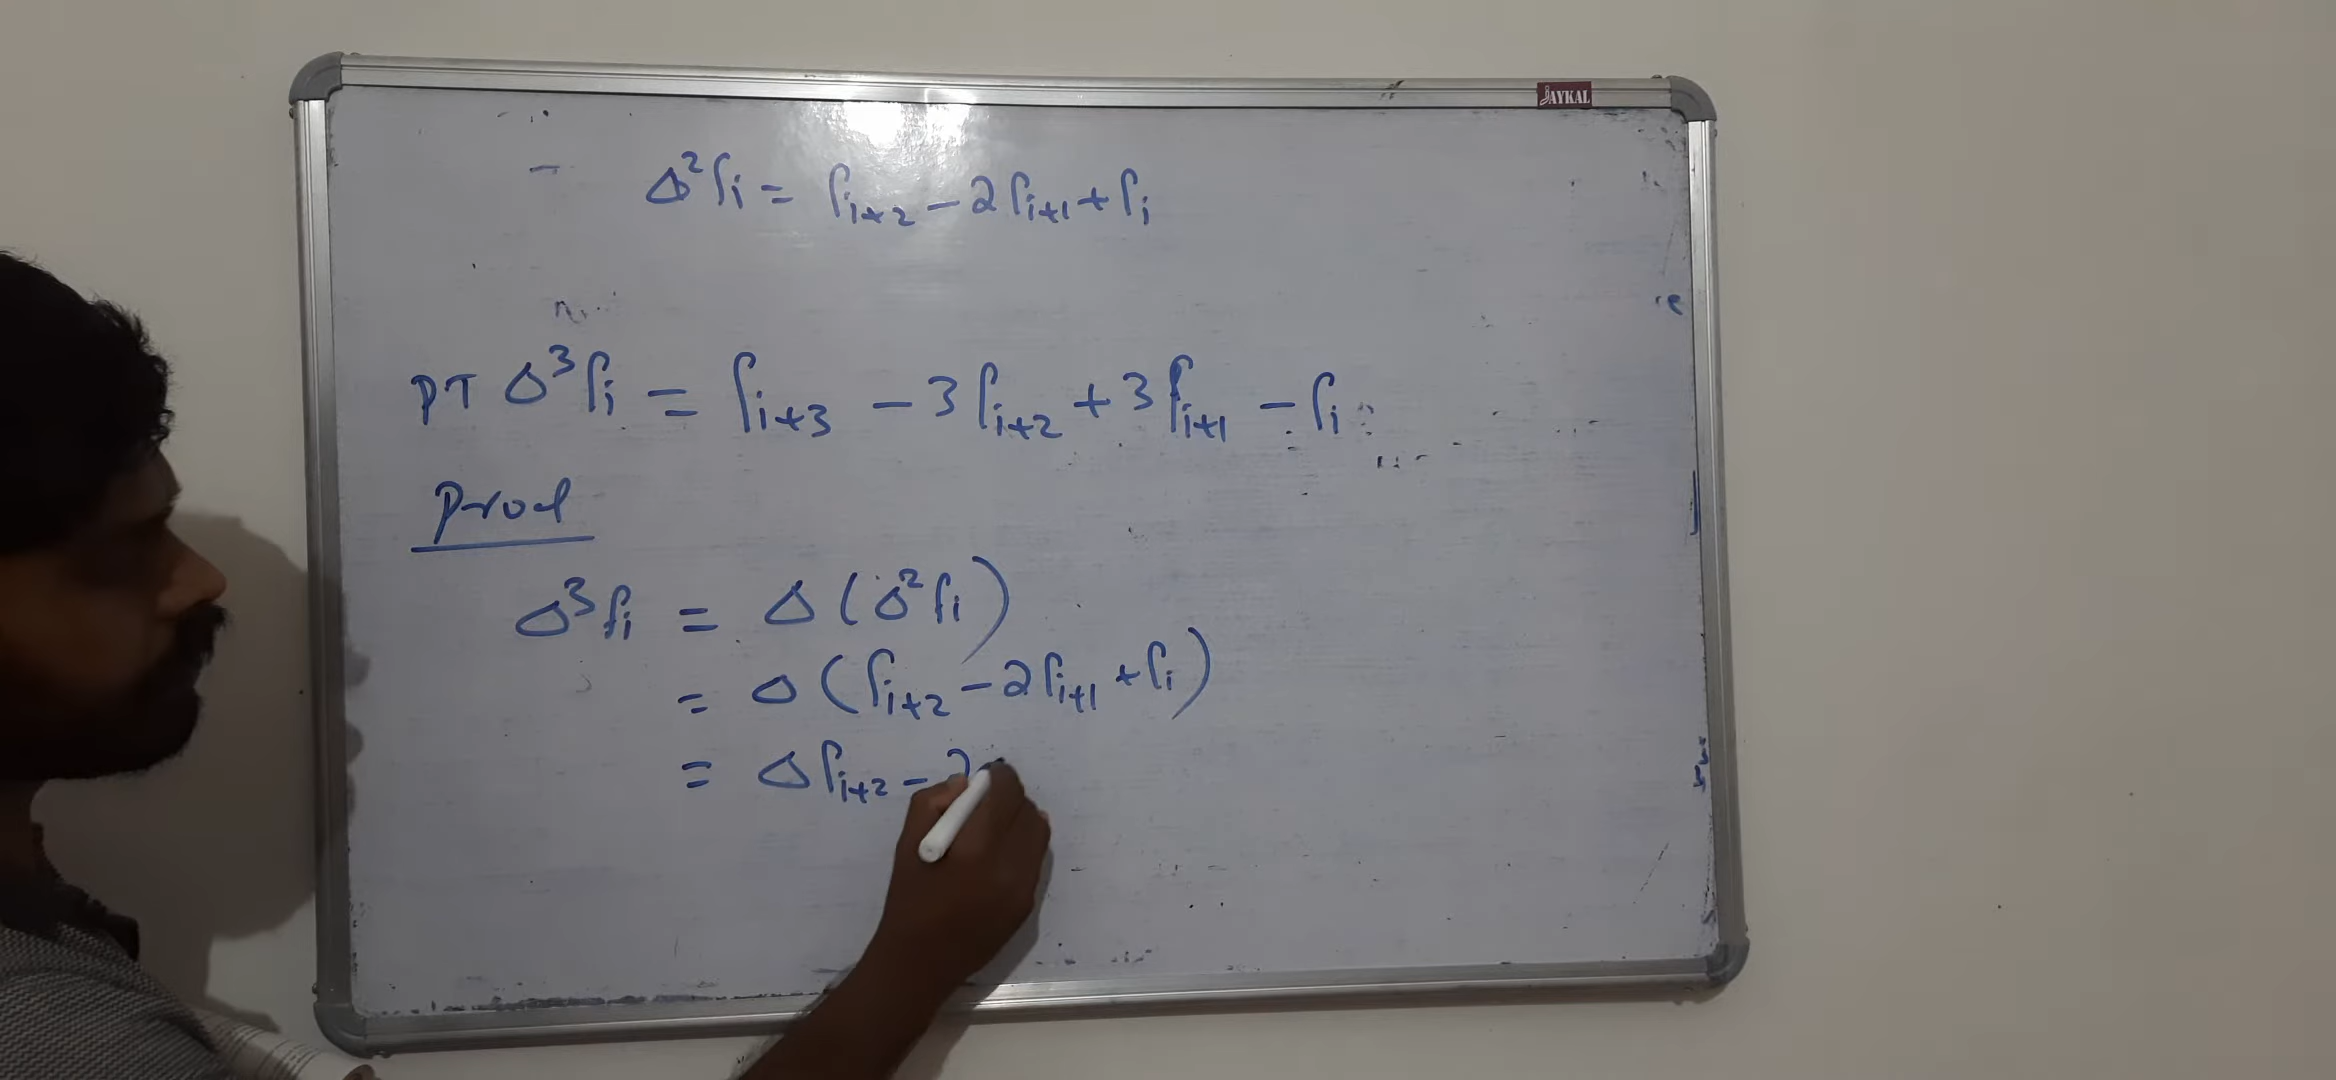 JAYKAL
Δ²fᵢ = fᵢ₊₂ - 2fᵢ₊₁ + fᵢ
PT Δ³fᵢ = fᵢ₊₃ - 3fᵢ₊₂ + 3fᵢ₊₁ - fᵢ
Proof
Δ³fᵢ = Δ(Δ²fᵢ)
= Δ(fᵢ₊₂ - 2fᵢ₊₁ + fᵢ)
= Δfᵢ₊₂ - 2